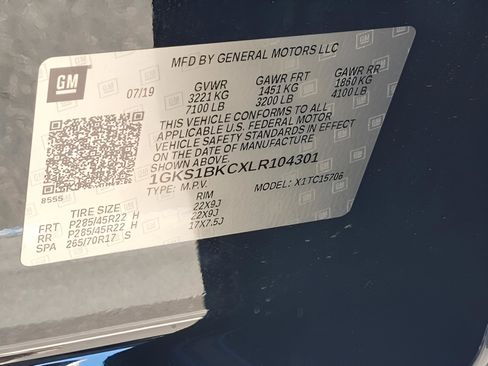 MFD BY GENERAL MOTORS LLC
GM
07/19
GVWR GAWR FRT GAWR RR
3221 KG 1451 KG 1860 KG
7100 LB 3200 LB 4100 LB
THIS VEHICLE CONFORMS TO ALL
APPLICABLE U.S. FEDERAL MOTOR
VEHICLE SAFETY STANDARDS IN EFFECT
ON THE DATE OF MANUFACTURE
SHOWN ABOVE.
1GKS1BKCXLR104301
TYPE: M.P.V. MODEL: X1TC15706
8555
TIRE SIZE RIM
FRT P285/45R22 H 22X9J
RR P285/45R22 H 22X9J
SPA 265/70R17 S 17X7.5J